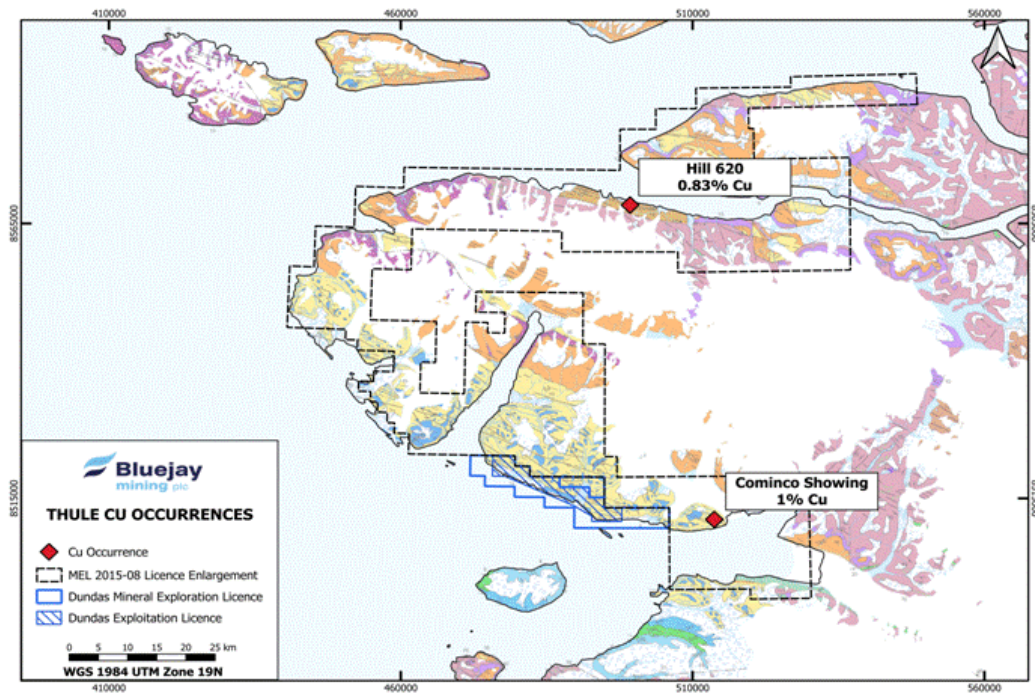 410000 460000 510000 560000
8565000
Hill 620
0.83% Cu
8515000
Cominco Showing
1% Cu
Bluejay
mining plc
THULE CU OCCURRENCES
Cu Occurrence
MEL 2015-08 Licence Enlargement
Dundas Mineral Exploration Licence
Dundas Exploitation Licence
0 5 10 15 20 25 km
WGS 1984 UTM Zone 19N
410000 460000 510000 560000